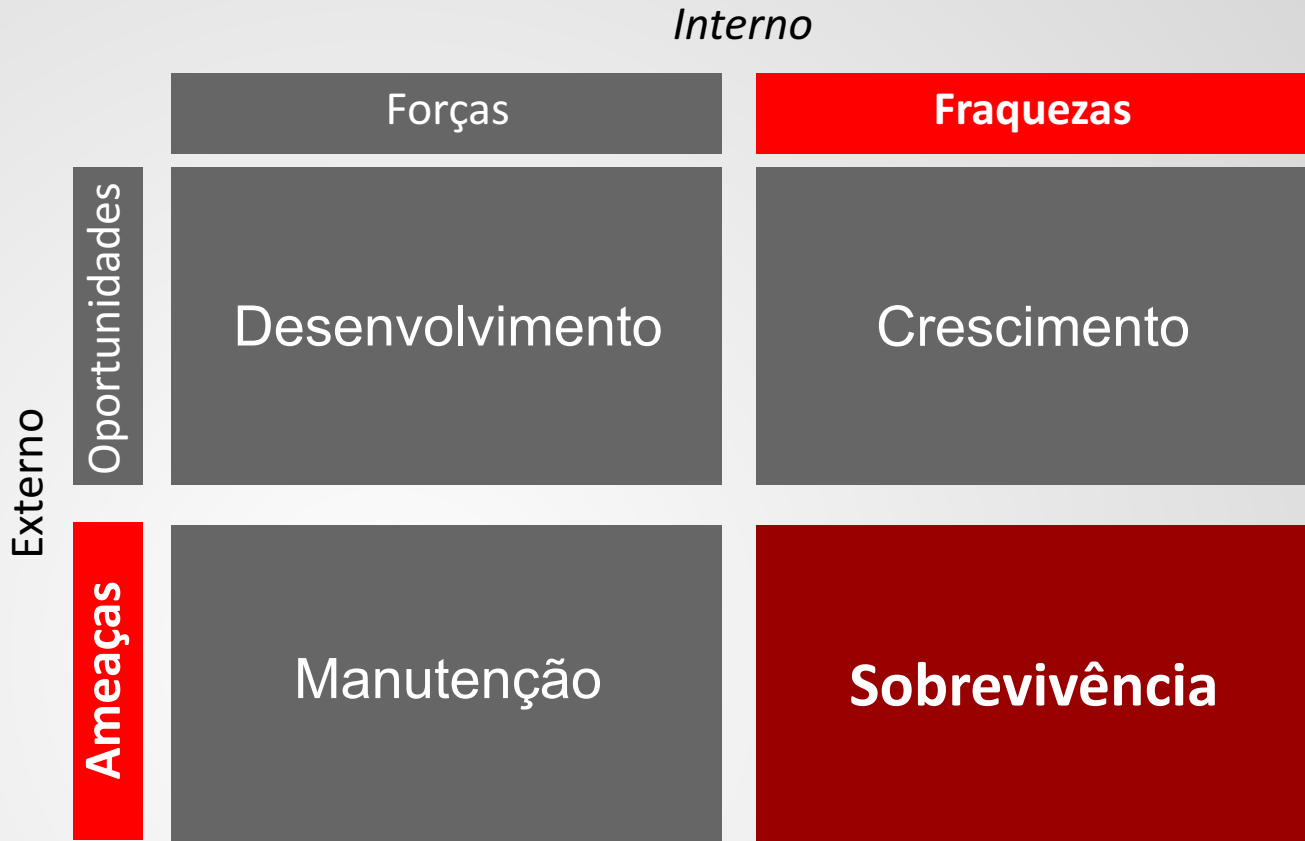 Interno
Forças
Fraquezas
Externo
Oportunidades
Desenvolvimento
Crescimento
Ameaças
Manutenção
Sobrevivência